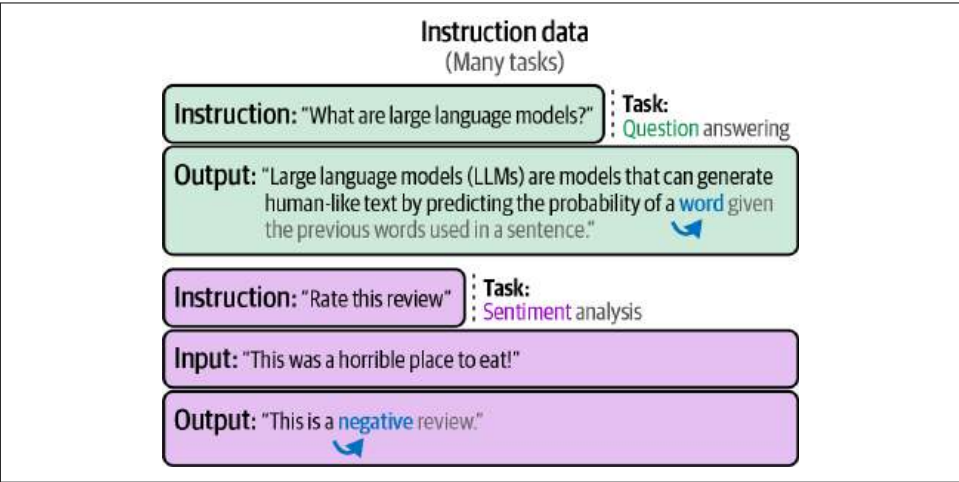 Instruction data
(Many tasks)
Instruction: "What are large language models?"
Task:
Question answering
Output: "Large language models (LLMs) are models that can generate
human-like text by predicting the probability of a word given
the previous words used in a sentence."
Instruction: "Rate this review"
Task:
Sentiment analysis
Input: "This was a horrible place to eat!"
Output: "This is a negative review."